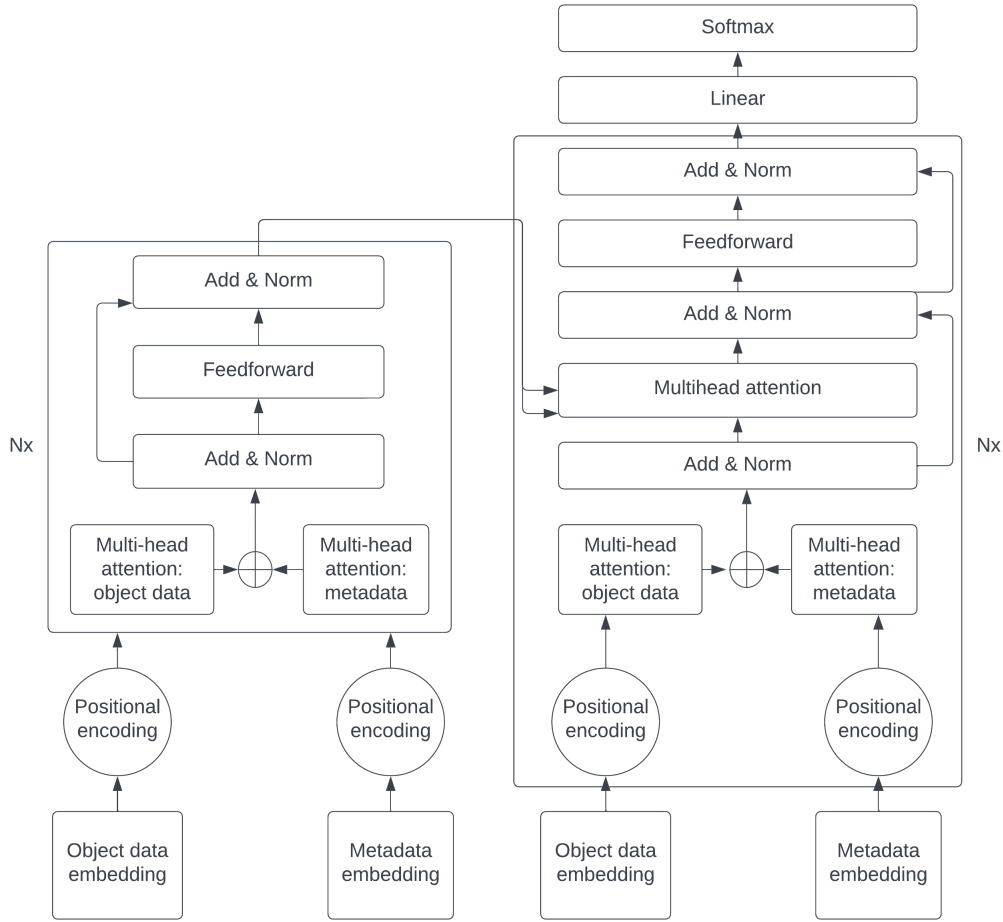 Softmax
Linear
Add & Norm
Feedforward
Add & Norm
Multihead attention
Add & Norm
Multi-head
attention:
object data
Multi-head
attention:
metadata
Positional
encoding
Positional
encoding
Object data
embedding
Metadata
embedding
Nx
Add & Norm
Feedforward
Add & Norm
Nx
Multi-head
attention:
object data
Multi-head
attention:
metadata
Positional
encoding
Positional
encoding
Object data
embedding
Metadata
embedding